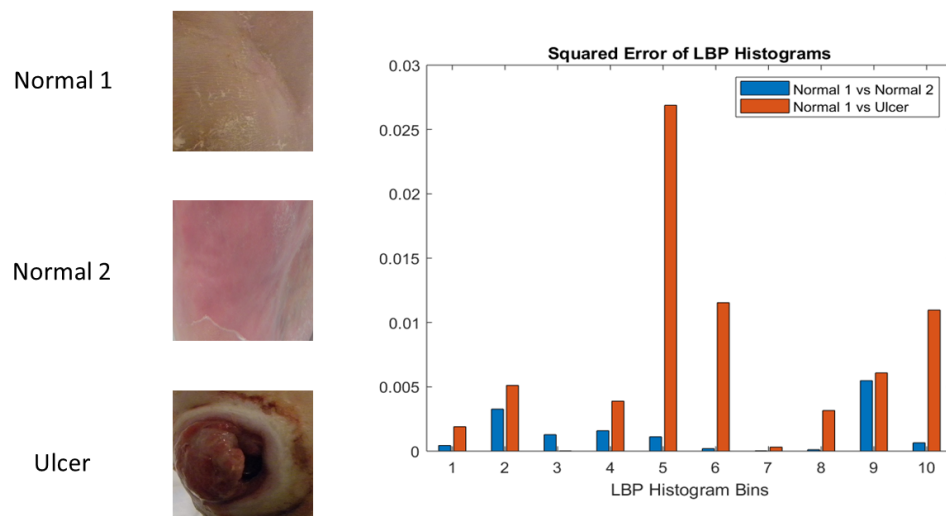 Normal 1
Normal 2
Ulcer
Squared Error of LBP Histograms
0.03
0.025
0.02
0.015
0.01
0.005
0
Normal 1 vs Normal 2
Normal 1 vs Ulcer
1 2 3 4 5 6 7 8 9 10
LBP Histogram Bins